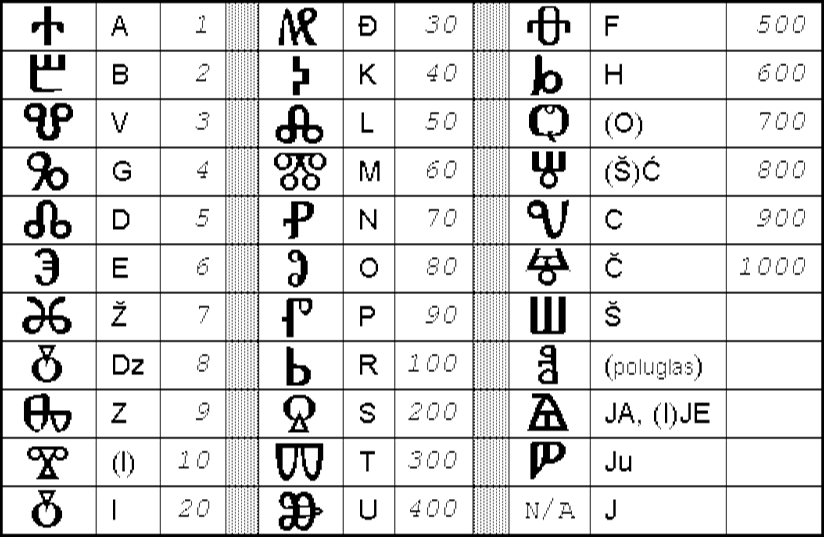 Ⰰ A 1 Ⰼ Đ 30 Ⱇ F 500
Ⰱ B 2 Ⰽ K 40 Ⱈ H 600
Ⰲ V 3 Ⰾ L 50 Ⱉ (O) 700
Ⰳ G 4 Ⰿ M 60 Ⱋ (Š)Ć 800
Ⰴ D 5 Ⱀ N 70 Ⱌ C 900
Ⰵ E 6 Ⱁ O 80 Ⱍ Č 1000
Ⰶ Ž 7 Ⱂ P 90 Ⱎ Š
Ⰹ Dz 8 Ⱃ R 100 Ⱏ (poluglas)
Ⰸ Z 9 Ⱄ S 200 Ⱑ JA, (I)JE
Ⰺ (I) 10 Ⱅ T 300 Ⱓ Ju
Ⰹ I 20 Ⱆ U 400 N/A J